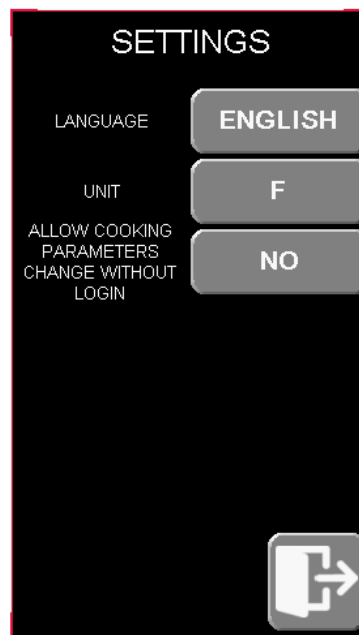 SETTINGS
LANGUAGE
ENGLISH
UNIT
F
ALLOW COOKING
PARAMETERS
CHANGE WITHOUT
LOGIN
NO